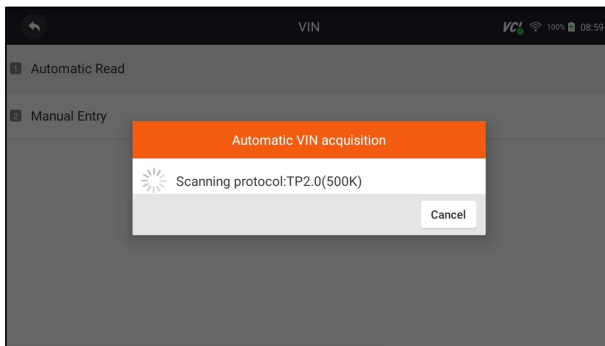 VIN
VCI 100% 08:59
1 Automatic Read
2 Manual Entry
Automatic VIN acquisition
Scanning protocol:TP2.0(500K)
Cancel